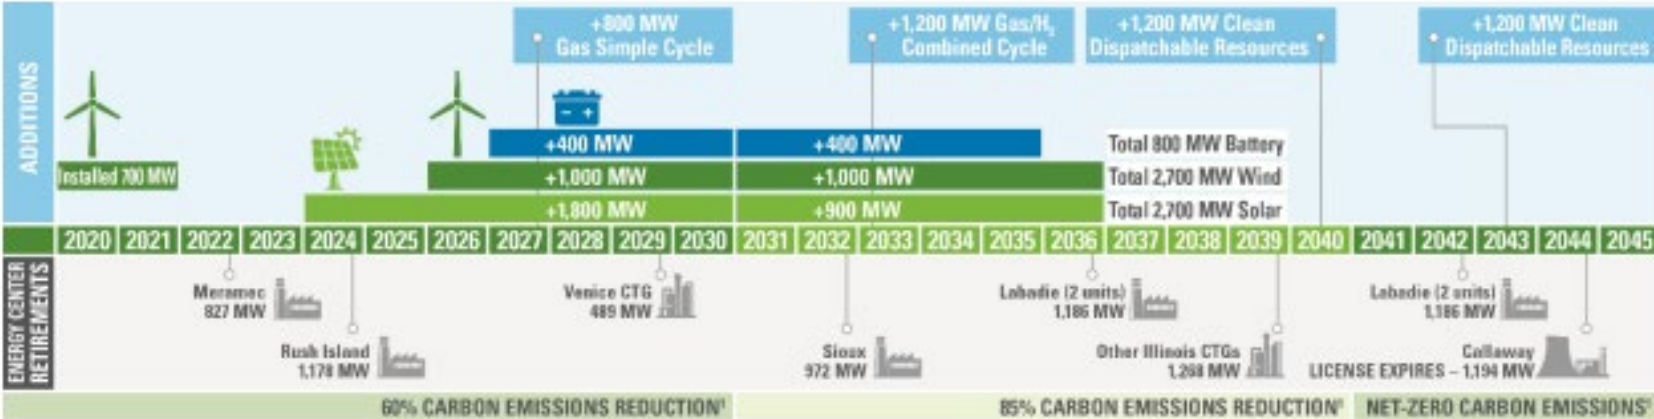 +800 MW
Gas Simple Cycle
+1,200 MW Gas/H₂
Combined Cycle
+1,200 MW Clean
Dispatchable Resources
+1,200 MW Clean
Dispatchable Resources
ADDITIONS
- +
+400 MW
+400 MW
Total 800 MW Battery
Installed 700 MW
+1,000 MW
+1,000 MW
Total 2,700 MW Wind
+1,800 MW
+900 MW
Total 2,700 MW Solar
2020 2021 2022 2023 2024 2025 2026 2027 2028 2029 2030 2031 2032 2033 2034 2035 2036 2037 2038 2039 2040 2041 2042 2043 2044 2045
ENERGY CENTER
RETIREMENTS
Meramec
827 MW
Venice CTG
489 MW
Labadie (2 units)
1,186 MW
Labadie (2 units)
1,186 MW
Rush Island
1,178 MW
Sioux
972 MW
Other Illinois CTGs
1,268 MW
Callaway
LICENSE EXPIRES – 1,194 MW
60% CARBON EMISSIONS REDUCTION
85% CARBON EMISSIONS REDUCTION
NET-ZERO CARBON EMISSIONS